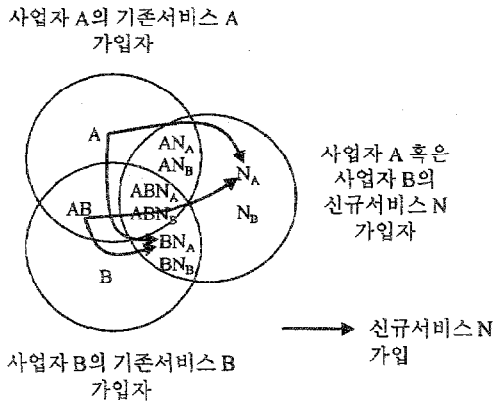 사업자 A의 기존서비스 A
가입자
A
AN_A
AN_B
N_A
ABN_A
AB
ABN_B
N_B
BN_A
B
BN_B
사업자 A 혹은
사업자 B의
신규서비스 N
가입자
신규서비스 N
가입
사업자 B의 기존서비스 B
가입자